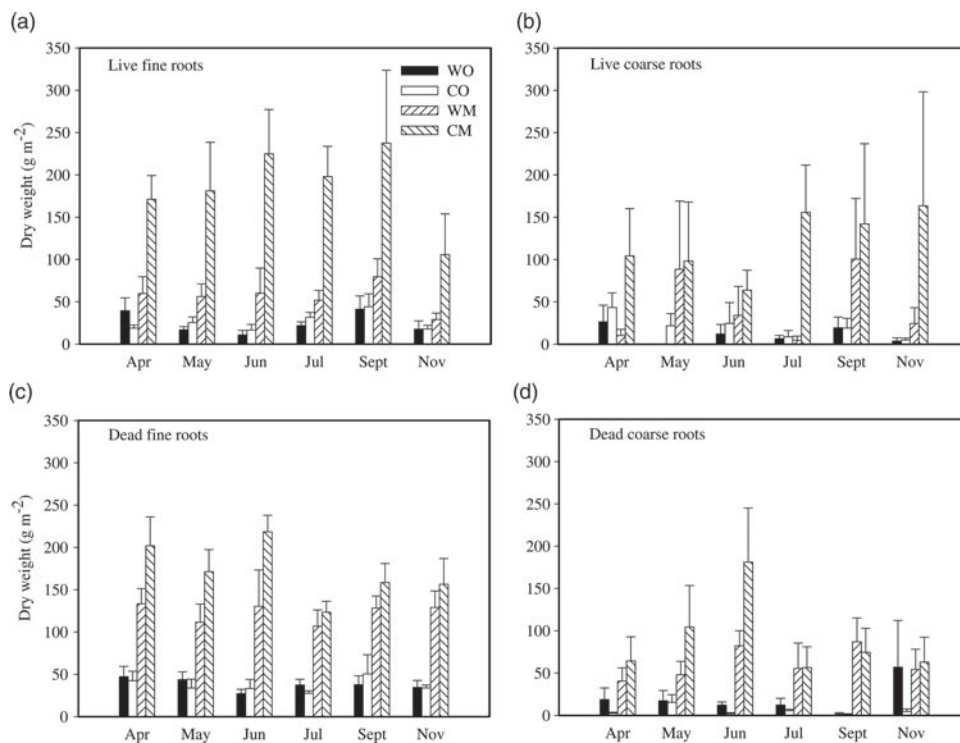 (a)
Live fine roots
WO
CO
WM
CM
Dry weight (g m⁻²)
350
300
250
200
150
100
50
0
Apr May Jun Jul Sept Nov
(b)
Live coarse roots
350
300
250
200
150
100
50
0
Apr May Jun Jul Sept Nov
(c)
Dead fine roots
Dry weight (g m⁻²)
350
300
250
200
150
100
50
0
Apr May Jun Jul Sept Nov
(d)
Dead coarse roots
350
300
250
200
150
100
50
0
Apr May Jun Jul Sept Nov